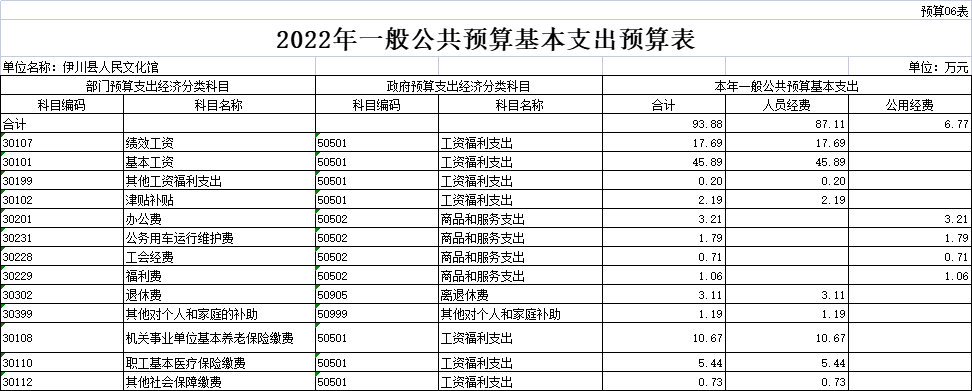 预算06表
2022年一般公共预算基本支出预算表
单位名称：伊川县人民文化馆 单位：万元
部门预算支出经济分类科目 政府预算支出经济分类科目 本年一般公共预算基本支出
科目编码 科目名称 科目编码 科目名称 合计 人员经费 公用经费
合计 93.88 87.11 6.77
30107 绩效工资 50501 工资福利支出 17.69 17.69
30101 基本工资 50501 工资福利支出 45.89 45.89
30199 其他工资福利支出 50501 工资福利支出 0.20 0.20
30102 津贴补贴 50501 工资福利支出 2.19 2.19
30201 办公费 50502 商品和服务支出 3.21 3.21
30231 公务用车运行维护费 50502 商品和服务支出 1.79 1.79
30228 工会经费 50502 商品和服务支出 0.71 0.71
30229 福利费 50502 商品和服务支出 1.06 1.06
30302 退休费 50905 离退休费 3.11 3.11
30399 其他对个人和家庭的补助 50999 其他对个人和家庭补助 1.19 1.19
30108 机关事业单位基本养老保险缴费 50501 工资福利支出 10.67 10.67
30110 职工基本医疗保险缴费 50501 工资福利支出 5.44 5.44
30112 其他社会保障缴费 50501 工资福利支出 0.73 0.73